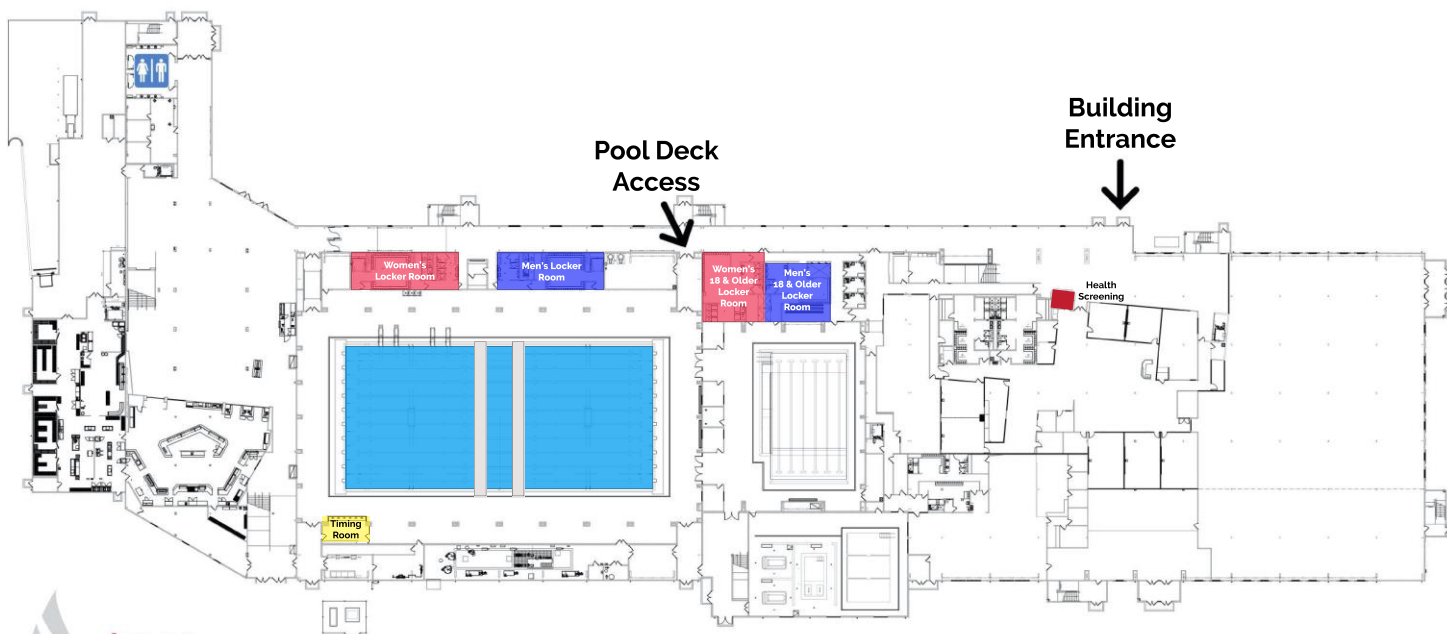 Building
Entrance
Pool Deck
Access
Women's
Locker Room
Men's Locker
Room
Women's
18 & Older
Locker
Room
Men's
18 & Older
Locker
Room
Health
Screening
Timing
Room